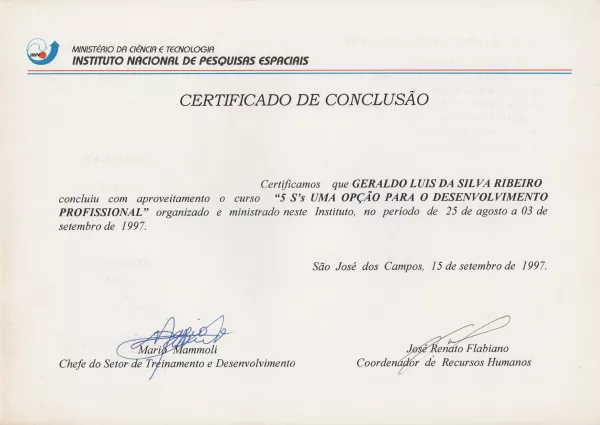 MINISTÉRIO DA CIÊNCIA E TECNOLOGIA
INSTITUTO NACIONAL DE PESQUISAS ESPACIAIS
CERTIFICADO DE CONCLUSÃO
Certificamos que GERALDO LUIS DA SILVA RIBEIRO
concluiu com aproveitamento o curso “5 S's UMA OPÇÃO PARA O DESENVOLVIMENTO
PROFISSIONAL” organizado e ministrado neste Instituto, no período de 25 de agosto a 03 de
setembro de 1997.
São José dos Campos, 15 de setembro de 1997.
Mario Mammoli
Chefe do Setor de Treinamento e Desenvolvimento
José Renato Flabiano
Coordenador de Recursos Humanos